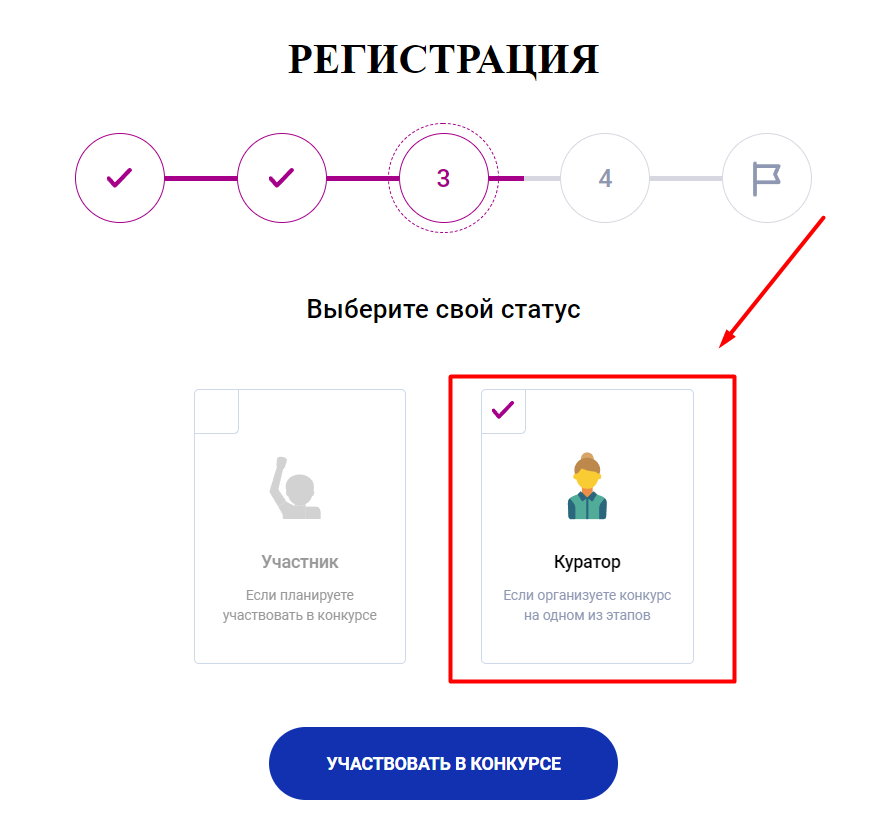 РЕГИСТРАЦИЯ
3
4
Выберите свой статус
Участник
Если планируете
участвовать в конкурсе
Куратор
Если организуете конкурс
на одном из этапов
УЧАСТВОВАТЬ В КОНКУРСЕ